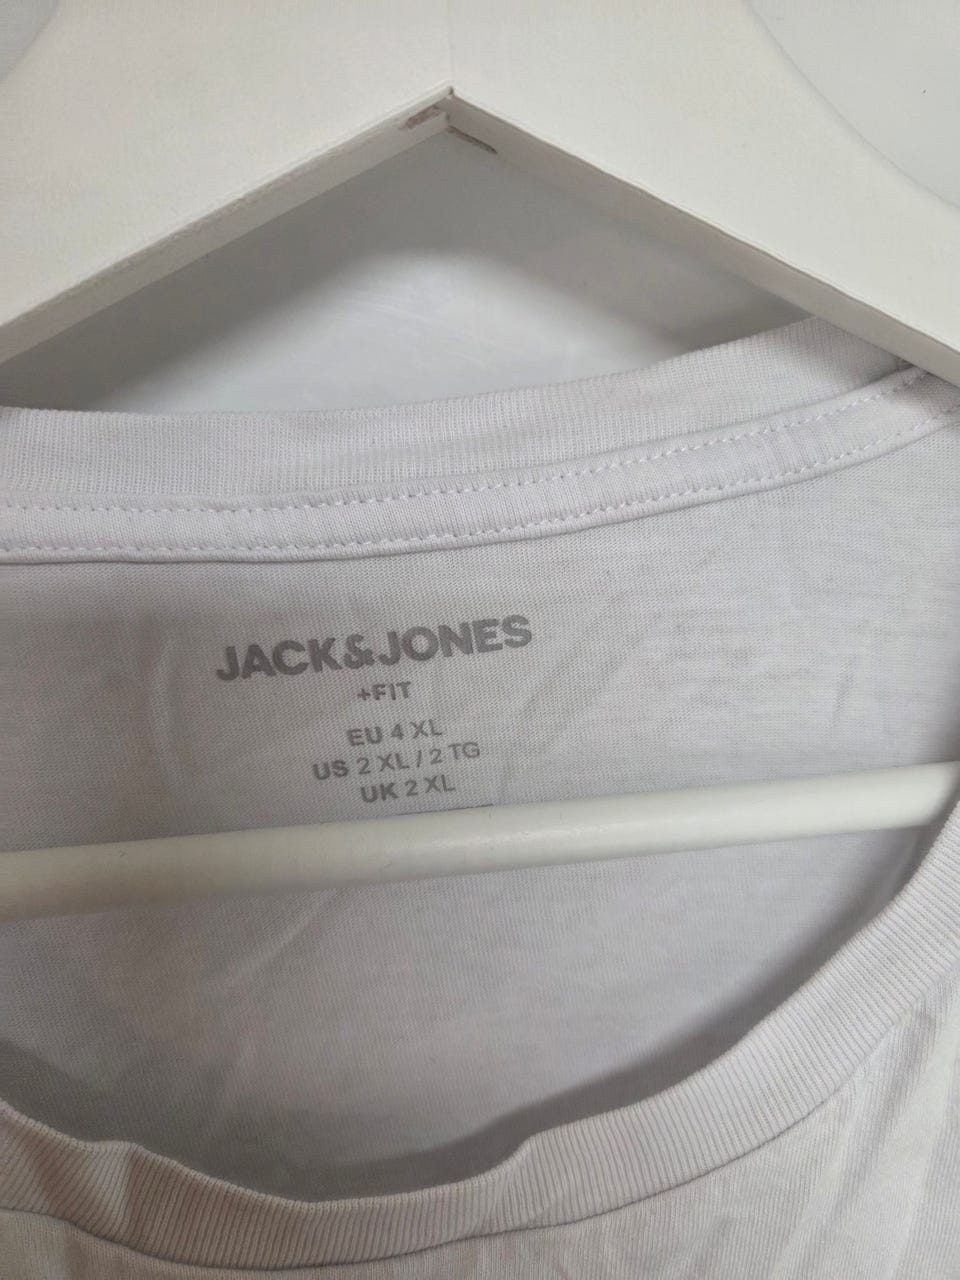 JACK&JONES
+FIT
EU 4 XL
US 2 XL / 2 TG
UK 2 XL